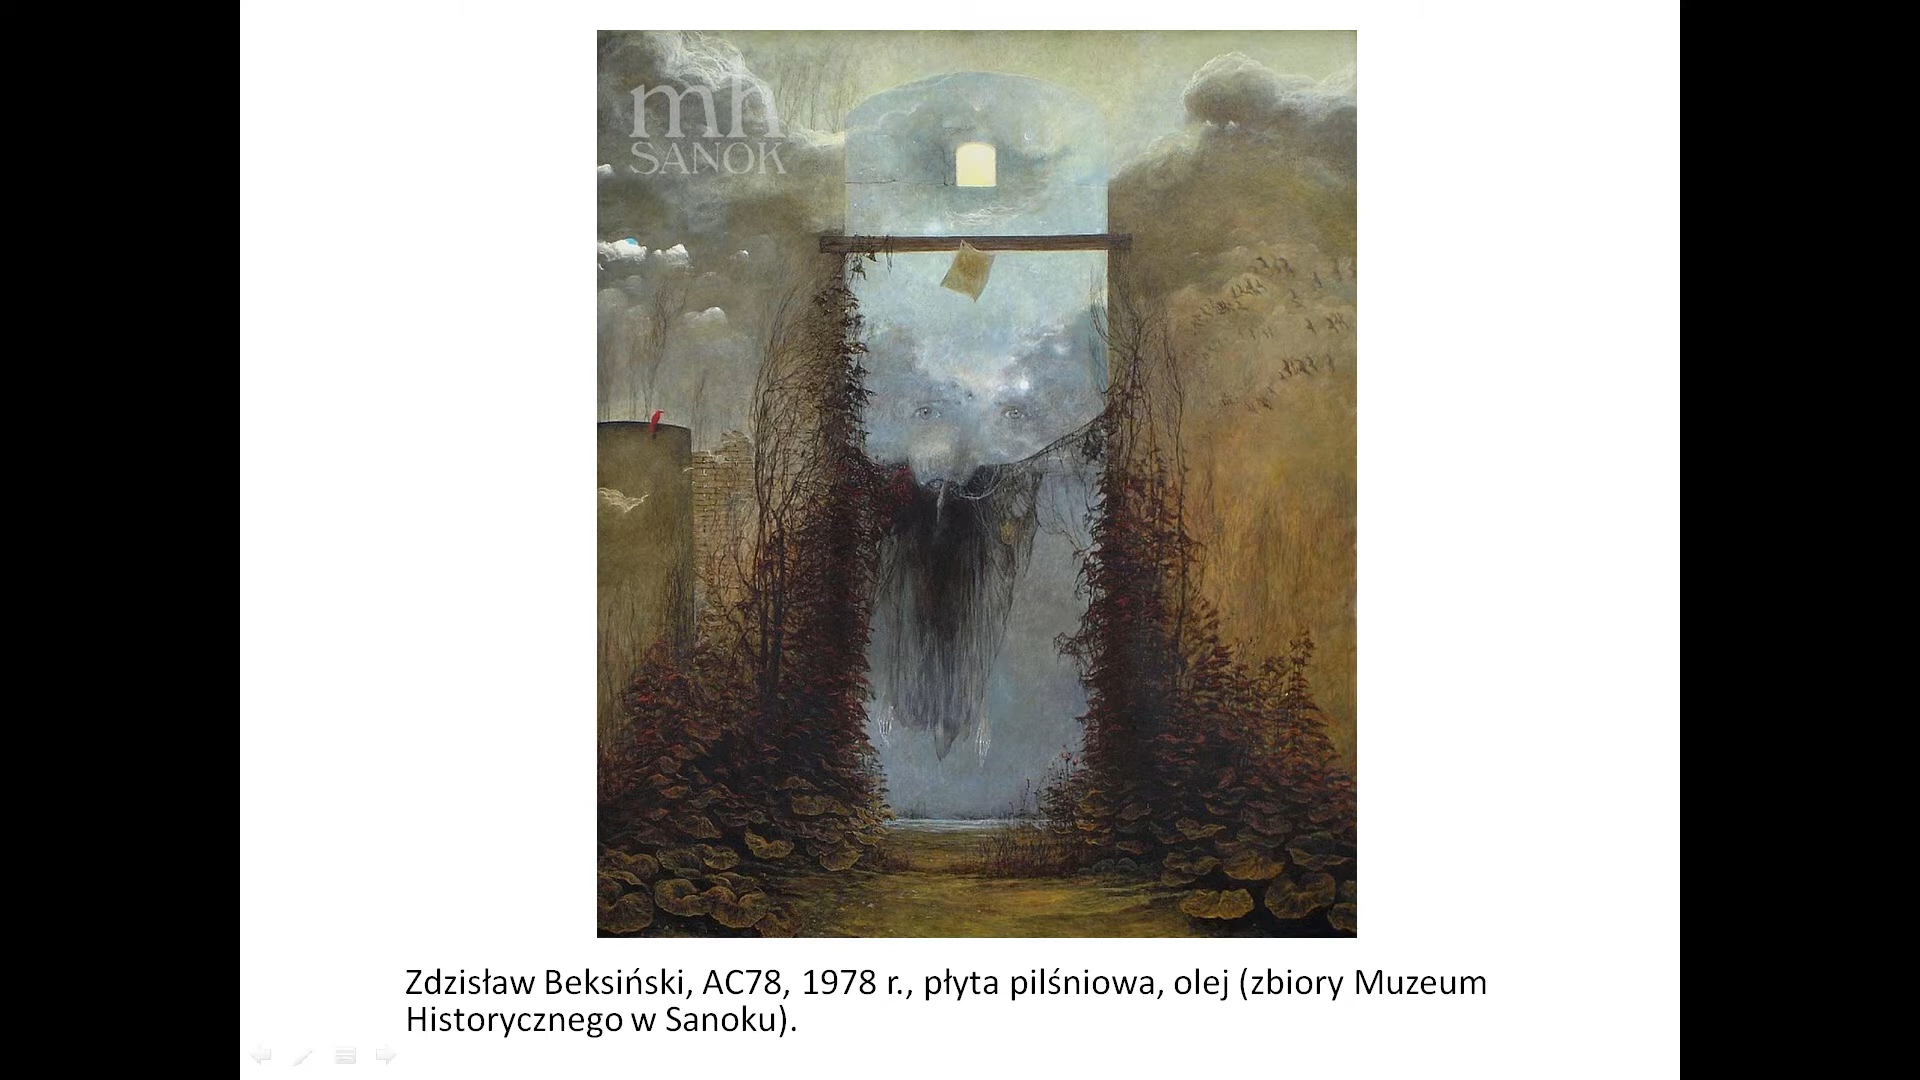 mh
SANOK
Zdzisław Beksiński, AC78, 1978 r., płyta pilśniowa, olej (zbiory Muzeum
Historycznego w Sanoku).